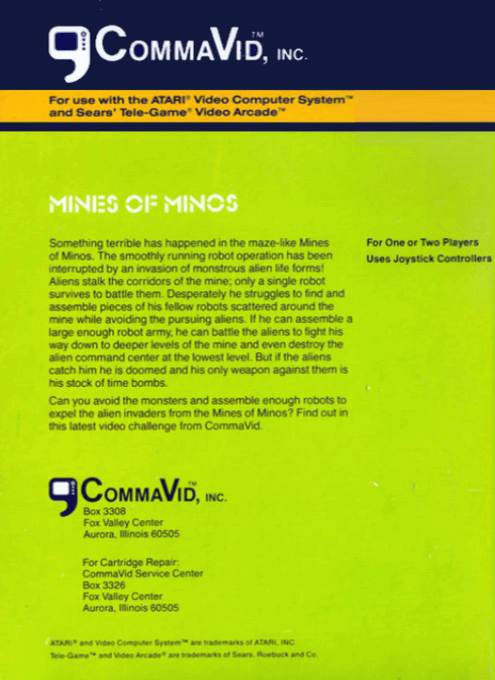 CommaVid,™ INC.
For use with the ATARI® Video Computer System™
and Sears' Tele-Game® Video Arcade™
MINES OF MINOS
Something terrible has happened in the maze-like Mines
of Minos. The smoothly running robot operation has been
interrupted by an invasion of monstrous alien life forms!
Aliens stalk the corridors of the mine; only a single robot
survives to battle them. Desperately he struggles to find and
assemble pieces of his fellow robots scattered around the
mine while avoiding the pursuing aliens. If he can assemble a
large enough robot army, he can battle the aliens to fight his
way down to deeper levels of the mine and even destroy the
alien command center at the lowest level. But if the aliens
catch him he is doomed and his only weapon against them is
his stock of time bombs.
Can you avoid the monsters and assemble enough robots to
expel the alien invaders from the Mines of Minos? Find out in
this latest video challenge from CommaVid.
For One or Two Players
Uses Joystick Controllers
CommaVid,™ INC.
Box 3308
Fox Valley Center
Aurora, Illinois 60505
For Cartridge Repair:
CommaVid Service Center
Box 3326
Fox Valley Center
Aurora, Illinois 60505
ATARI® and Video Computer System™ are trademarks of ATARI, INC.
Tele-Game™ and Video Arcade® are trademarks of Sears, Roebuck and Co.